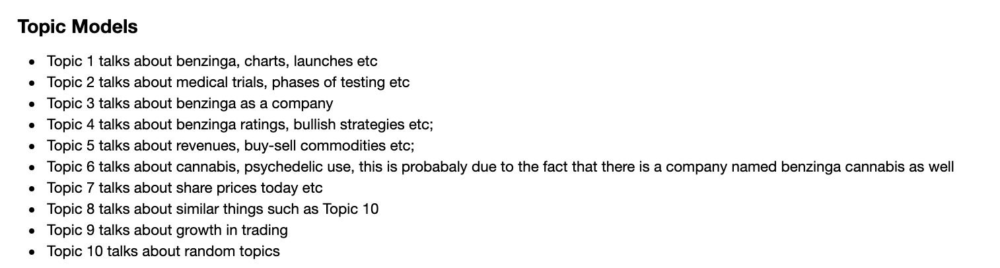 Topic Models
• Topic 1 talks about benzinga, charts, launches etc
• Topic 2 talks about medical trials, phases of testing etc
• Topic 3 talks about benzinga as a company
• Topic 4 talks about benzinga ratings, bullish strategies etc;
• Topic 5 talks about revenues, buy-sell commodities etc;
• Topic 6 talks about cannabis, psychedelic use, this is probabaly due to the fact that there is a company named benzinga cannabis as well
• Topic 7 talks about share prices today etc
• Topic 8 talks about similar things such as Topic 10
• Topic 9 talks about growth in trading
• Topic 10 talks about random topics